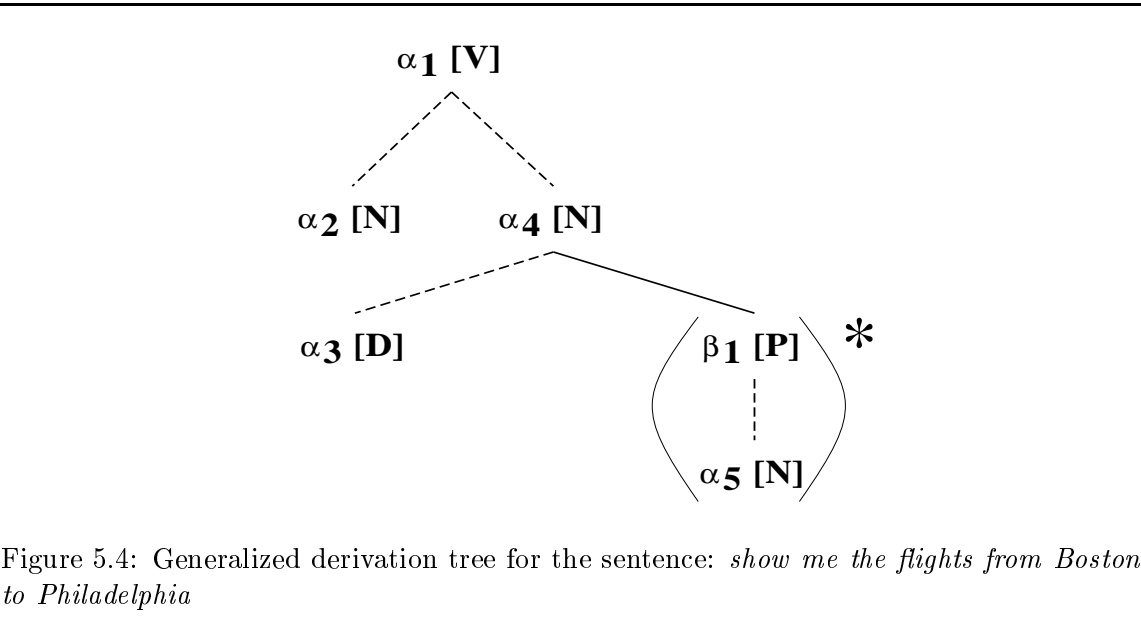 α1 [V]
α2 [N] α4 [N]
α3 [D] β1 [P] *
α5 [N]
Figure 5.4: Generalized derivation tree for the sentence: show me the flights from Boston
to Philadelphia